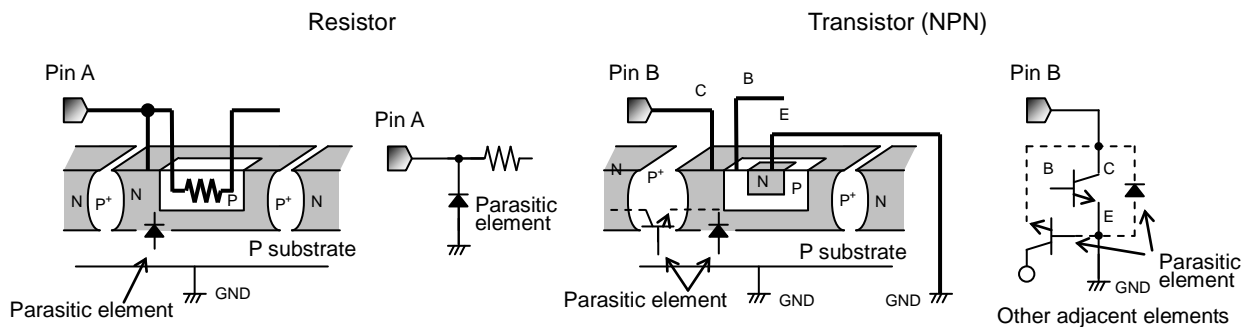 Resistor
Transistor (NPN)
Pin A
Pin A
N
P+
N
P
P+
N
Parasitic
element
P substrate
GND
Parasitic element
Pin B
C
B
E
N
P+
N
P
P+
N
P substrate
Parasitic element
GND
GND
Pin B
B
C
E
GND
Parasitic
element
Other adjacent elements